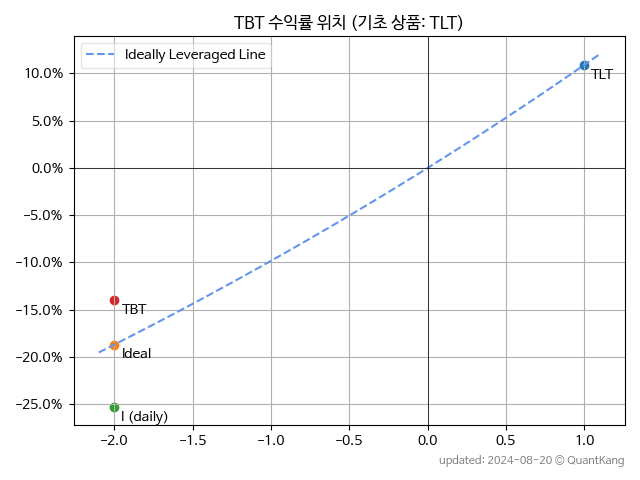 TBT 수익률 위치 (기초 상품: TLT)
Ideally Leveraged Line
10.0%
5.0%
0.0%
−5.0%
−10.0%
−15.0%
−20.0%
−25.0%
TLT
TBT
Ideal
I (daily)
−2.0 −1.5 −1.0 −0.5 0.0 0.5 1.0
updated: 2024-08-20 © QuantKang